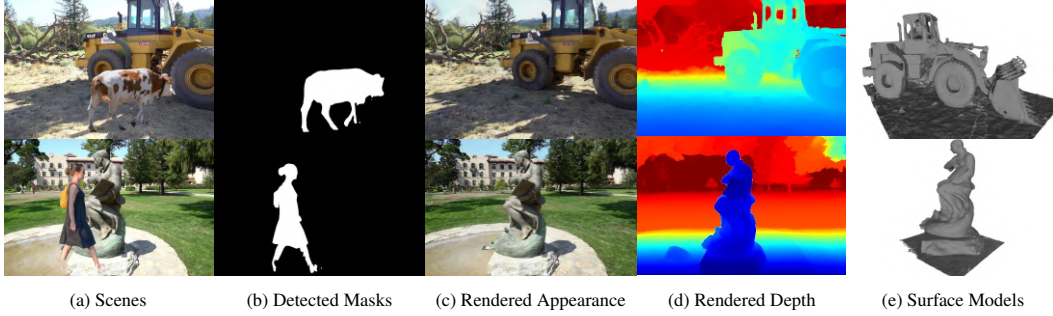 (a) Scenes (b) Detected Masks (c) Rendered Appearance (d) Rendered Depth (e) Surface Models